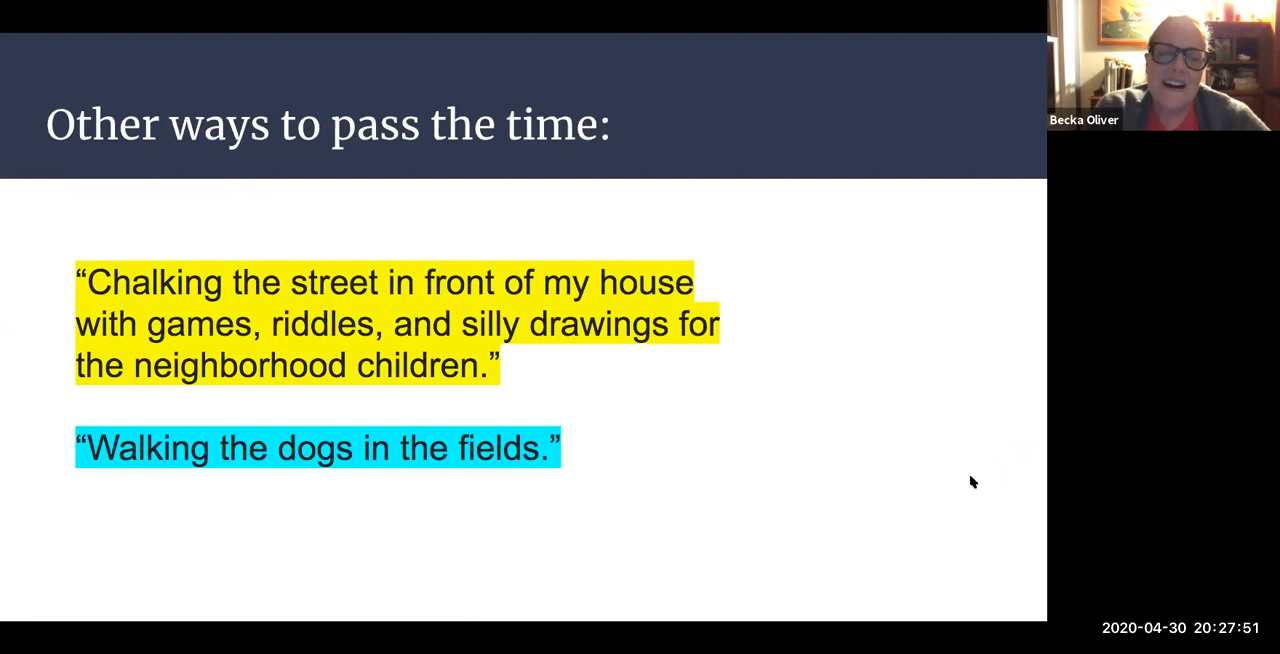 Other ways to pass the time:
Becka Oliver
“Chalking the street in front of my house
with games, riddles, and silly drawings for
the neighborhood children.”
“Walking the dogs in the fields.”
2020-04-30 20:27:51